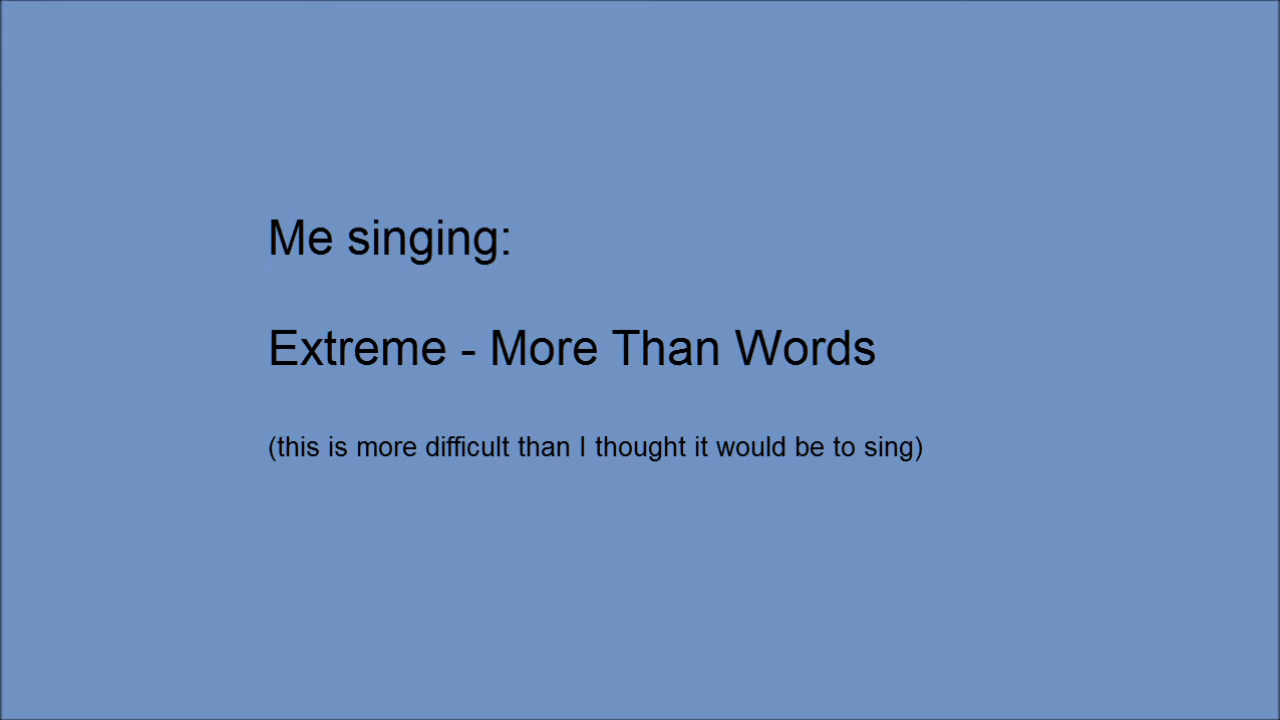 Me singing:
Extreme - More Than Words
(this is more difficult than I thought it would be to sing)